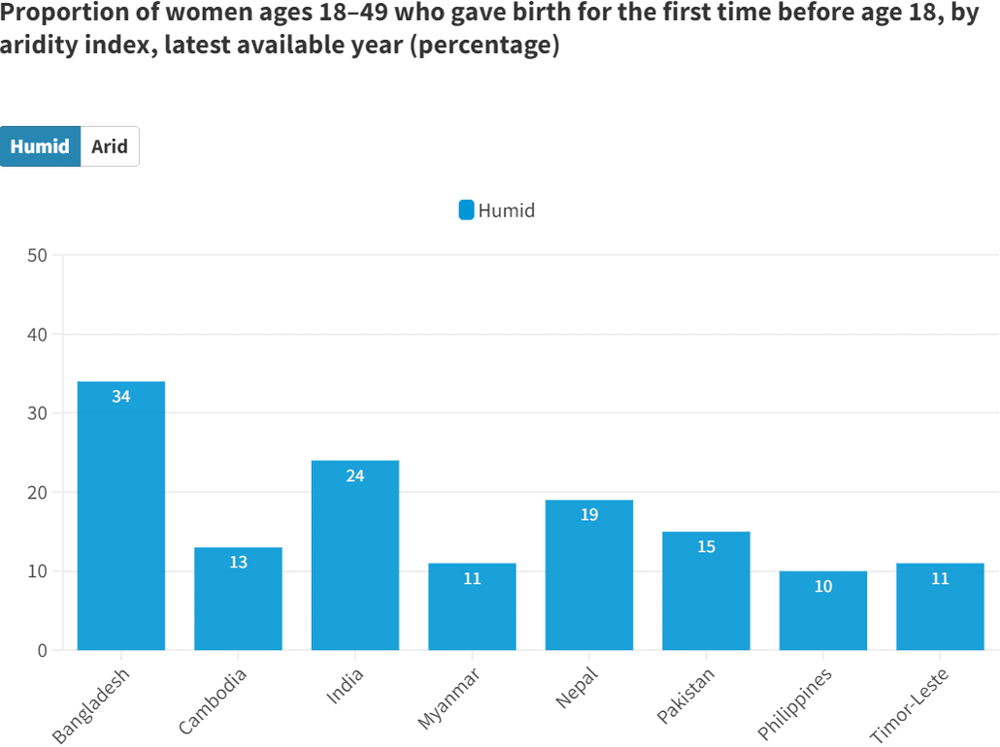 Proportion of women ages 18–49 who gave birth for the first time before age 18, by
aridity index, latest available year (percentage)
Humid Arid
Humid
50
40
30
20
10
0
34
13
24
11
19
15
10
11
Bangladesh
Cambodia
India
Myanmar
Nepal
Pakistan
Philippines
Timor-Leste